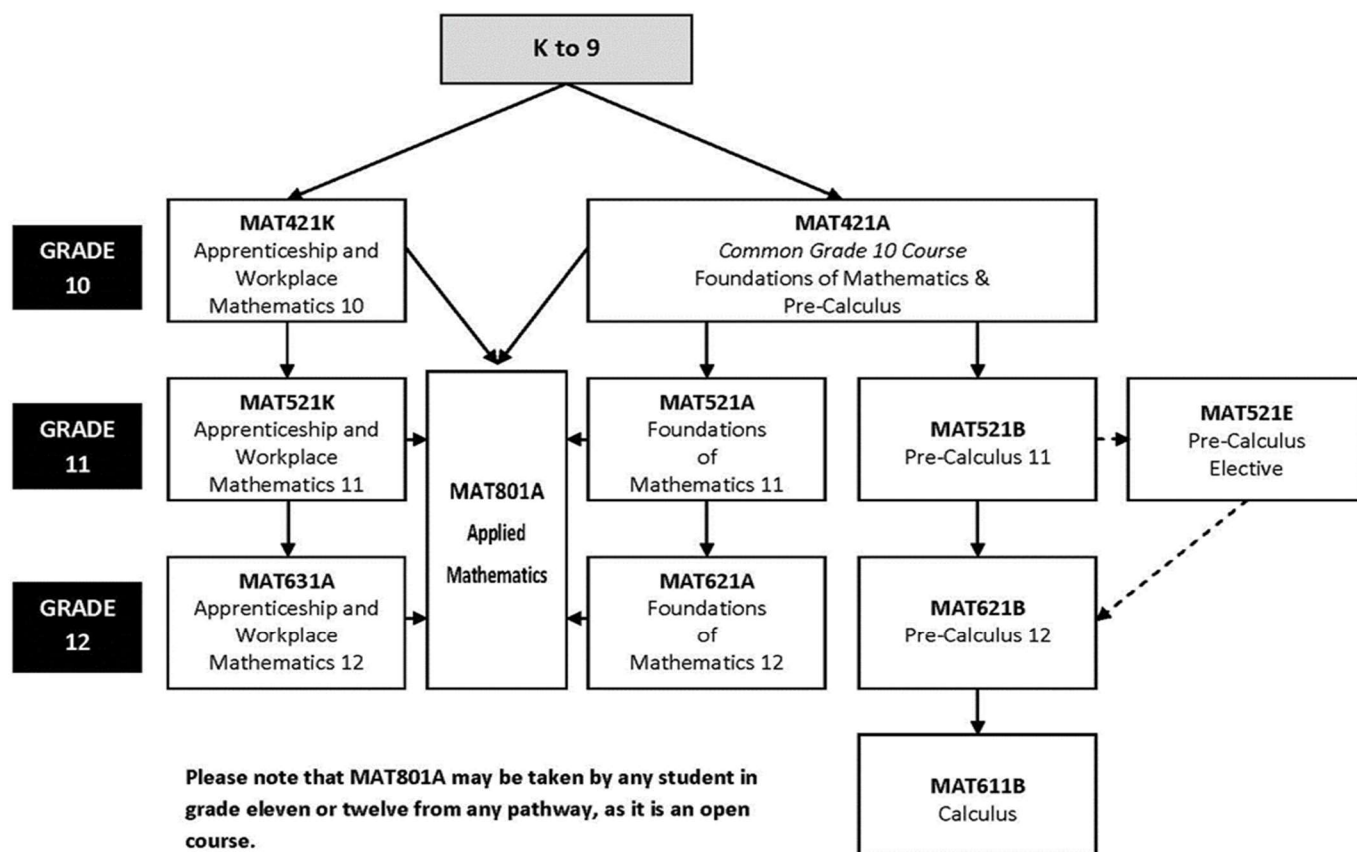 K to 9
GRADE
10
MAT421K
Apprenticeship and
Workplace
Mathematics 10
MAT421A
Common Grade 10 Course
Foundations of Mathematics &
Pre-Calculus
GRADE
11
MAT521K
Apprenticeship and
Workplace
Mathematics 11
MAT801A
Applied
Mathematics
MAT521A
Foundations
of
Mathematics 11
MAT521B
Pre-Calculus 11
MAT521E
Pre-Calculus
Elective
GRADE
12
MAT631A
Apprenticeship and
Workplace
Mathematics 12
MAT621A
Foundations
of
Mathematics 12
MAT621B
Pre-Calculus 12
MAT611B
Calculus
Please note that MAT801A may be taken by any student in
grade eleven or twelve from any pathway, as it is an open
course.